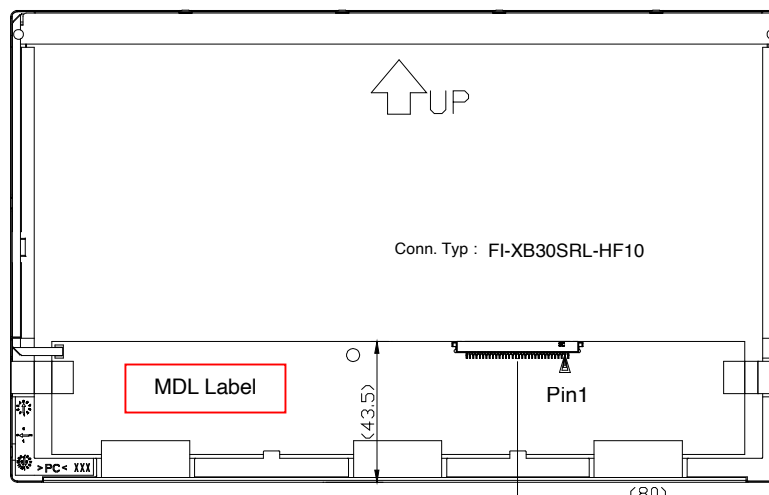 UP
Conn. Typ : FI-XB30SRL-HF10
MDL Label
(43.5)
Pin1
>PC< XXX
(80)